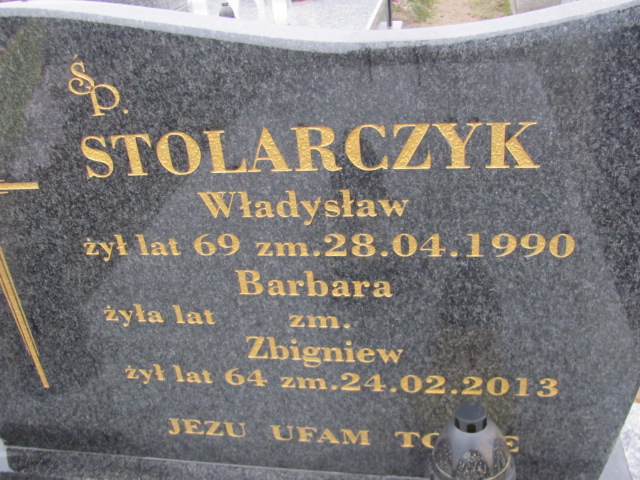 ŚP.
STOLARCZYK
Władysław
żył lat 69 zm.28.04.1990
Barbara
żyła lat zm.
Zbigniew
żył lat 64 zm.24.02.2013
JEZU UFAM